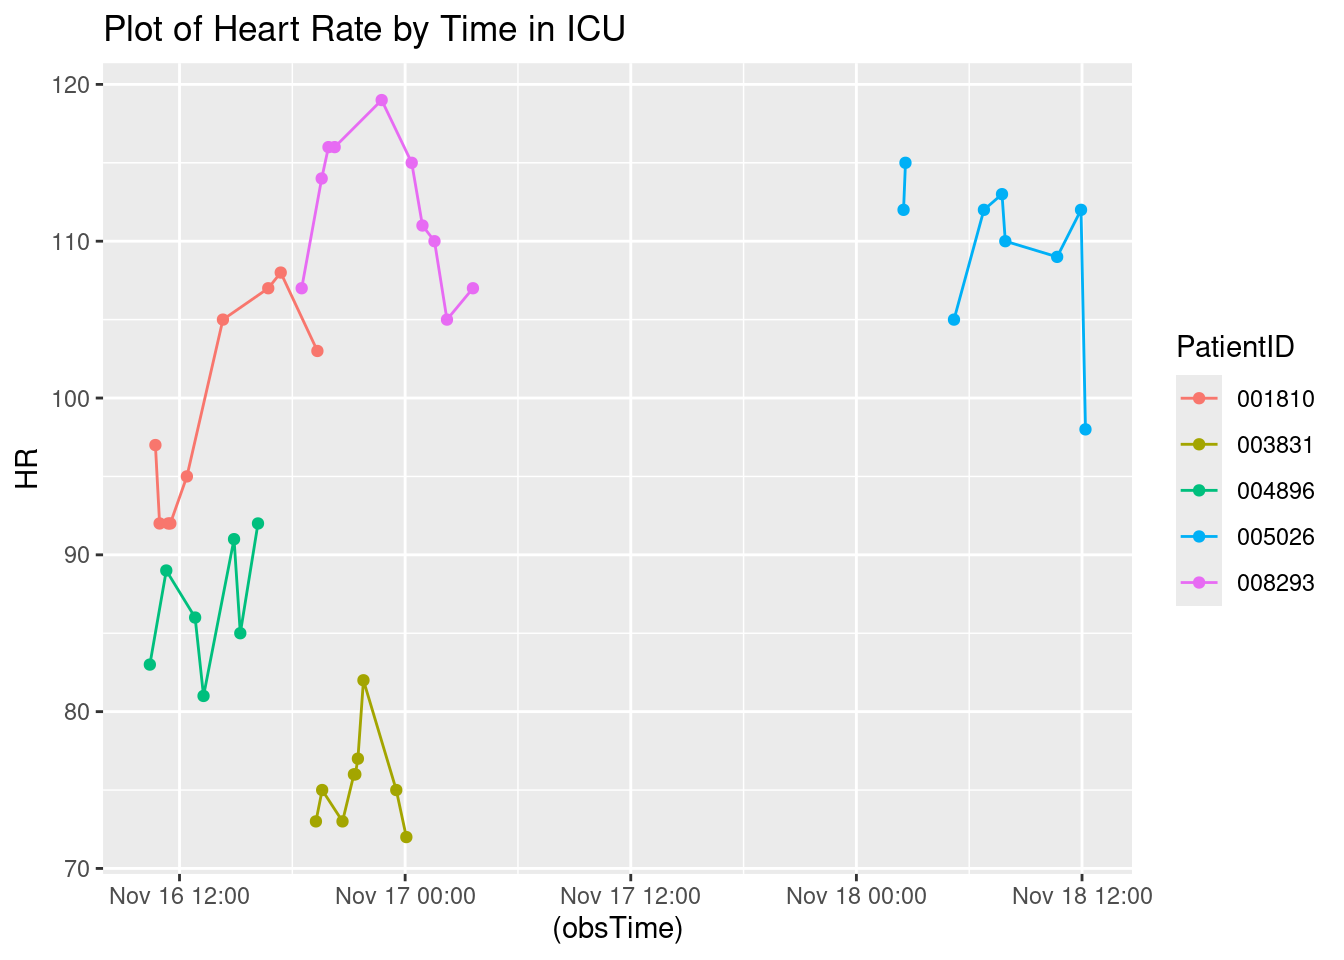 Plot of Heart Rate by Time in ICU
120
110
100
90
80
70
HR
Nov 16 12:00
Nov 17 00:00
Nov 17 12:00
Nov 18 00:00
Nov 18 12:00
(obsTime)
PatientID
001810
003831
004896
005026
008293